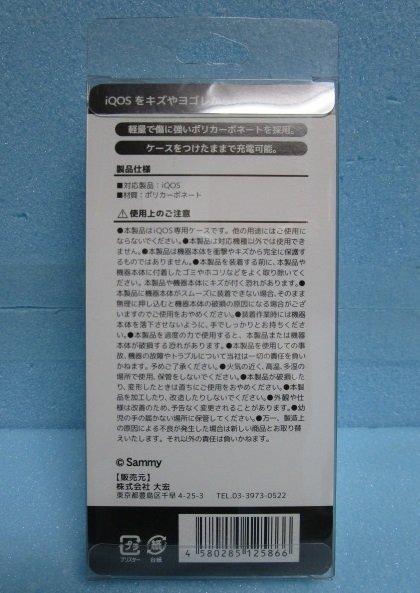 iQOSをキズやヨゴレから
軽量で傷に強いポリカーボネートを採用。
ケースをつけたままで充電可能。
製品仕様
■対応製品：iQOS
■材質：ポリカーボネート
⚠使用上のご注意
●本製品はiQOS専用ケースです。他の用途にはご使用に
ならないでください。●本製品は対応機種以外では使用でき
ません。●本製品は機器本体を衝撃やキズから完全に保護す
るものではありません。●本製品を装着する前に、本製品や
機器本体に付着したゴミやホコリなどをよく取り除いてく
ださい。本製品や機器本体にキズが付く恐れがあります。●
本製品に機器本体がスムーズに装着できない場合、そのまま
無理に押し込むと機器本体の破損の原因になる場合がござ
いますのでご使用をおやめください。●装着作業時には機器
本体を落下させないように、手でしっかりとお持ちくださ
い。●本製品を過度の力で使用すると、本製品または機器本
体が破損する恐れがあります。●本製品を使用しての事
故、機器の故障やトラブルについて当社は一切の責任を負い
かねます。予めご了承ください。●火気の近く、高温、多湿の
場所で使用、保管をしないでください。●本製品が破損した
り、変形したときは直ちにご使用をおやめください。●本製
品を加工したり、改造したりしないでください。●外観や仕
様は改善のため、予告なく変更されることがあります。●幼
児の手の届かない場所に保管してください。●万一、製造上
の原因による不良が発生した場合は新しい商品とお取り替
えいたします。それ以外の責任は負いかねます。
©Sammy
【販売元】
株式会社 大宏
東京都豊島区千早4-25-3 TEL.03-3973-0522
プラ
ブリスター
紙
台紙
4 580285 125866